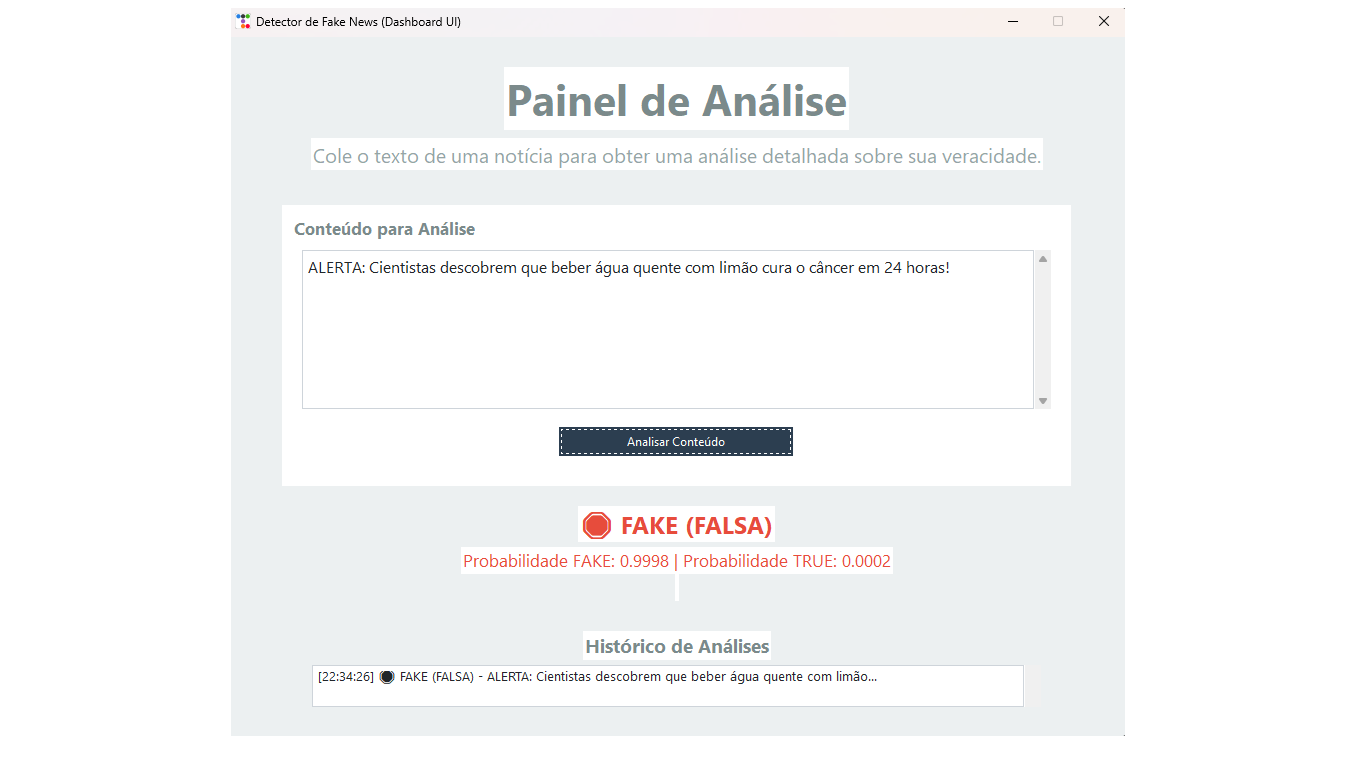 Detector de Fake News (Dashboard UI)
Painel de Análise
Cole o texto de uma notícia para obter uma análise detalhada sobre sua veracidade.
Conteúdo para Análise
ALERTA: Cientistas descobrem que beber água quente com limão cura o câncer em 24 horas!
Analisar Conteúdo
FAKE (FALSA)
Probabilidade FAKE: 0.9998 | Probabilidade TRUE: 0.0002
Histórico de Análises
[22:34:26] FAKE (FALSA) - ALERTA: Cientistas descobrem que beber água quente com limão...